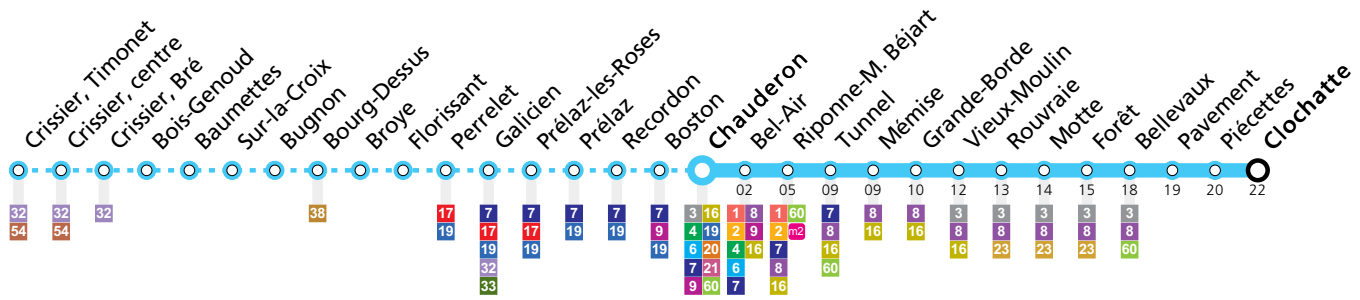 Crissier, Timonet
Crissier, centre
Crissier, Bré
Bois-Genoud
Baumettes
Sur-la-Croix
Bugnon
Bourg-Dessus
Broye
Florissant
Perrelet
Galicien
Prélaz-les-Roses
Prélaz
Recordon
Boston
Chauderon
Bel-Air
Riponne-M. Béjart
Tunnel
Mémise
Grande-Borde
Vieux-Moulin
Rouvraie
Motte
Forêt
Bellevaux
Pavement
Piécettes
Clochatte
02 05 09 09 10 12 13 14 15 18 19 20 22
32 32 32 38 17 7 7 7 7 7 3 16 1 8 1 60 7 8 8 3 3 3 3 3
54 54 19 17 17 19 19 9 4 19 2 9 2 m2 8 16 16 8 8 8 8 8
19 19 19 6 20 4 16 7 16 16 23 23 23 60
32 7 21 6 8 60
33 9 60 7 16